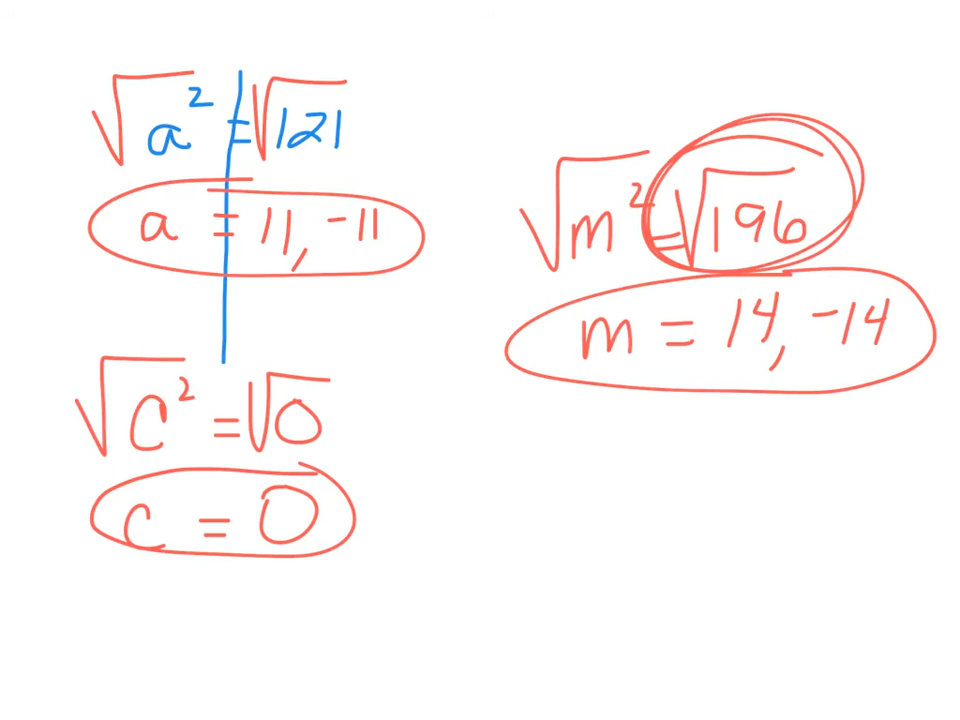 √a² = √121
a = 11, -11
√c² = √0
c = 0
√m² = √196
m = 14, -14